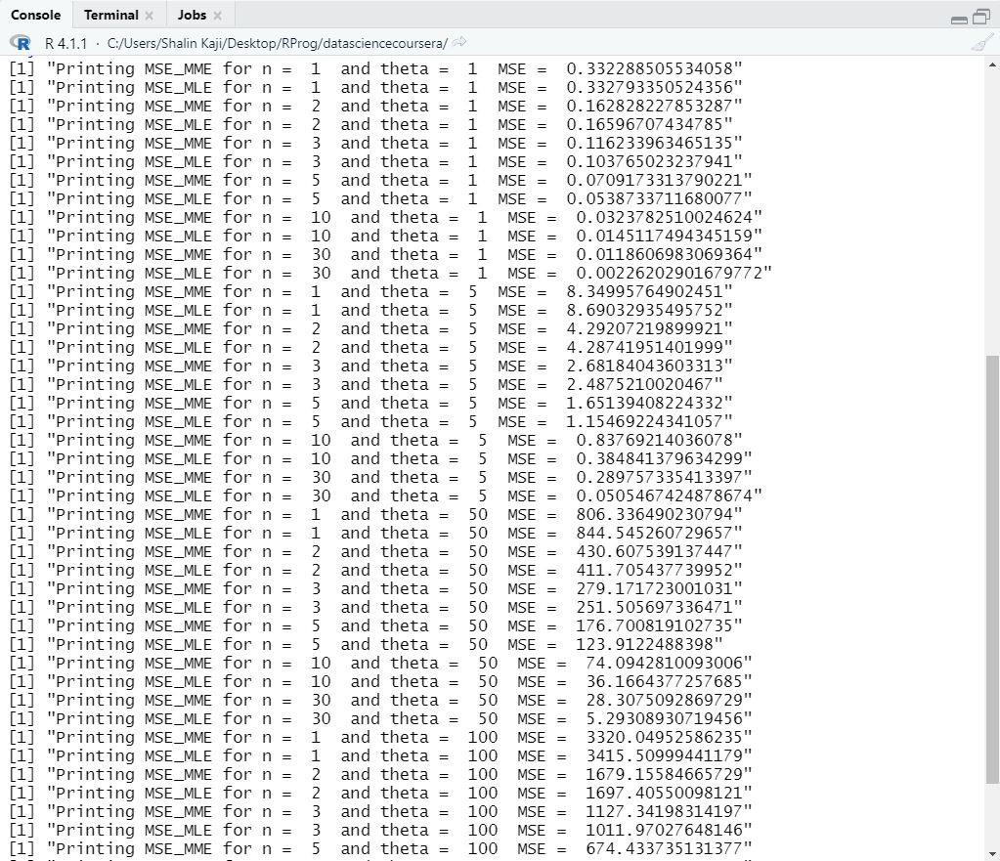 Console Terminal Jobs
R 4.1.1 · C:/Users/Shalin Kaji/Desktop/RProg/datasciencecoursera/
[1] "Printing MSE_MME for n =  1  and theta =  1  MSE =  0.332288505534058"
[1] "Printing MSE_MLE for n =  1  and theta =  1  MSE =  0.332793350524356"
[1] "Printing MSE_MME for n =  2  and theta =  1  MSE =  0.162828227853287"
[1] "Printing MSE_MLE for n =  2  and theta =  1  MSE =  0.16596707434785"
[1] "Printing MSE_MME for n =  3  and theta =  1  MSE =  0.116233963465135"
[1] "Printing MSE_MLE for n =  3  and theta =  1  MSE =  0.103765023237941"
[1] "Printing MSE_MME for n =  5  and theta =  1  MSE =  0.0709173313790221"
[1] "Printing MSE_MLE for n =  5  and theta =  1  MSE =  0.0538733711680077"
[1] "Printing MSE_MME for n =  10  and theta =  1  MSE =  0.0323782510024624"
[1] "Printing MSE_MLE for n =  10  and theta =  1  MSE =  0.0145117494345159"
[1] "Printing MSE_MME for n =  30  and theta =  1  MSE =  0.0118606983069364"
[1] "Printing MSE_MLE for n =  30  and theta =  1  MSE =  0.00226202901679772"
[1] "Printing MSE_MME for n =  1  and theta =  5  MSE =  8.34995764902451"
[1] "Printing MSE_MLE for n =  1  and theta =  5  MSE =  8.69032935495752"
[1] "Printing MSE_MME for n =  2  and theta =  5  MSE =  4.29207219899921"
[1] "Printing MSE_MLE for n =  2  and theta =  5  MSE =  4.28741951401999"
[1] "Printing MSE_MME for n =  3  and theta =  5  MSE =  2.68184043603313"
[1] "Printing MSE_MLE for n =  3  and theta =  5  MSE =  2.4875210020467"
[1] "Printing MSE_MME for n =  5  and theta =  5  MSE =  1.65139408224332"
[1] "Printing MSE_MLE for n =  5  and theta =  5  MSE =  1.15469224341057"
[1] "Printing MSE_MME for n =  10  and theta =  5  MSE =  0.83769214036078"
[1] "Printing MSE_MLE for n =  10  and theta =  5  MSE =  0.384841379634299"
[1] "Printing MSE_MME for n =  30  and theta =  5  MSE =  0.289757335413397"
[1] "Printing MSE_MLE for n =  30  and theta =  5  MSE =  0.0505467424878674"
[1] "Printing MSE_MME for n =  1  and theta =  50  MSE =  806.336490230794"
[1] "Printing MSE_MLE for n =  1  and theta =  50  MSE =  844.545260729657"
[1] "Printing MSE_MME for n =  2  and theta =  50  MSE =  430.607539137447"
[1] "Printing MSE_MLE for n =  2  and theta =  50  MSE =  411.705437739952"
[1] "Printing MSE_MME for n =  3  and theta =  50  MSE =  279.171723001031"
[1] "Printing MSE_MLE for n =  3  and theta =  50  MSE =  251.505697336471"
[1] "Printing MSE_MME for n =  5  and theta =  50  MSE =  176.700819102735"
[1] "Printing MSE_MLE for n =  5  and theta =  50  MSE =  123.9122488398"
[1] "Printing MSE_MME for n =  10  and theta =  50  MSE =  74.0942810093006"
[1] "Printing MSE_MLE for n =  10  and theta =  50  MSE =  36.1664377257685"
[1] "Printing MSE_MME for n =  30  and theta =  50  MSE =  28.3075092869729"
[1] "Printing MSE_MLE for n =  30  and theta =  50  MSE =  5.29308930719456"
[1] "Printing MSE_MME for n =  1  and theta =  100  MSE =  3320.04952586235"
[1] "Printing MSE_MLE for n =  1  and theta =  100  MSE =  3415.50999441179"
[1] "Printing MSE_MME for n =  2  and theta =  100  MSE =  1679.15584665729"
[1] "Printing MSE_MLE for n =  2  and theta =  100  MSE =  1697.40550098121"
[1] "Printing MSE_MME for n =  3  and theta =  100  MSE =  1127.34198314197"
[1] "Printing MSE_MLE for n =  3  and theta =  100  MSE =  1011.97027648146"
[1] "Printing MSE_MME for n =  5  and theta =  100  MSE =  674.433735131377"